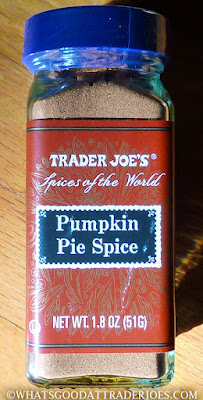 TRADER JOE'S®
Spices of the World
Pumpkin
Pie Spice
NET WT. 1.8 OZ (51G)
©WHATSGOODATTRADERJOES.COM